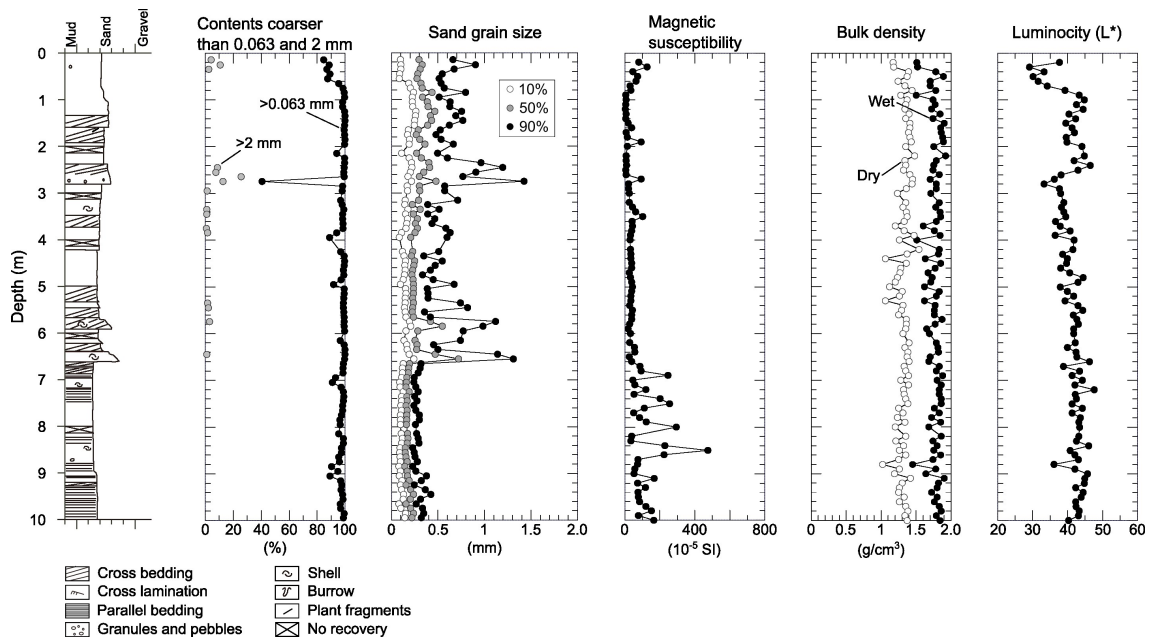 Mud
Sand
Gravel
Contents coarser
than 0.063 and 2 mm
Sand grain size
Magnetic
susceptibility
Bulk density
Luminocity (L*)
Depth (m)
0
1
2
3
4
5
6
7
8
9
10
>0.063 mm
>2 mm
10%
50%
90%
Wet
Dry
0 20 40 60 80 100
(%)
0 0.5 1.0 1.5 2.0
(mm)
0 400 800
(10-5 SI)
0 1.0 1.5 2.0
(g/cm3)
20 30 40 50 60
Cross bedding
Cross lamination
Parallel bedding
Granules and pebbles
Shell
Burrow
Plant fragments
No recovery